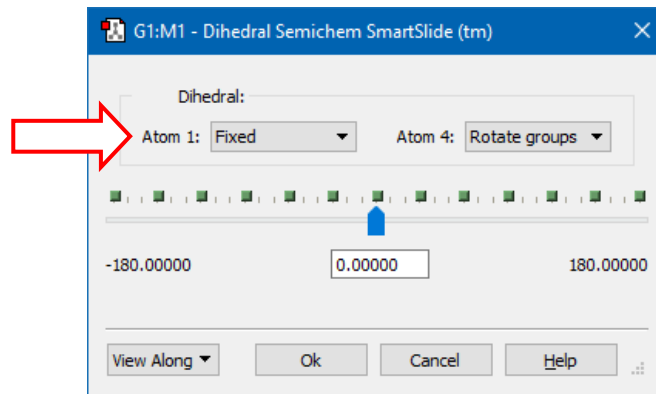 G1:M1 - Dihedral Semichem SmartSlide (tm)
Dihedral:
Atom 1: Fixed Atom 4: Rotate groups
-180.00000 0.00000 180.00000
View Along Ok Cancel Help